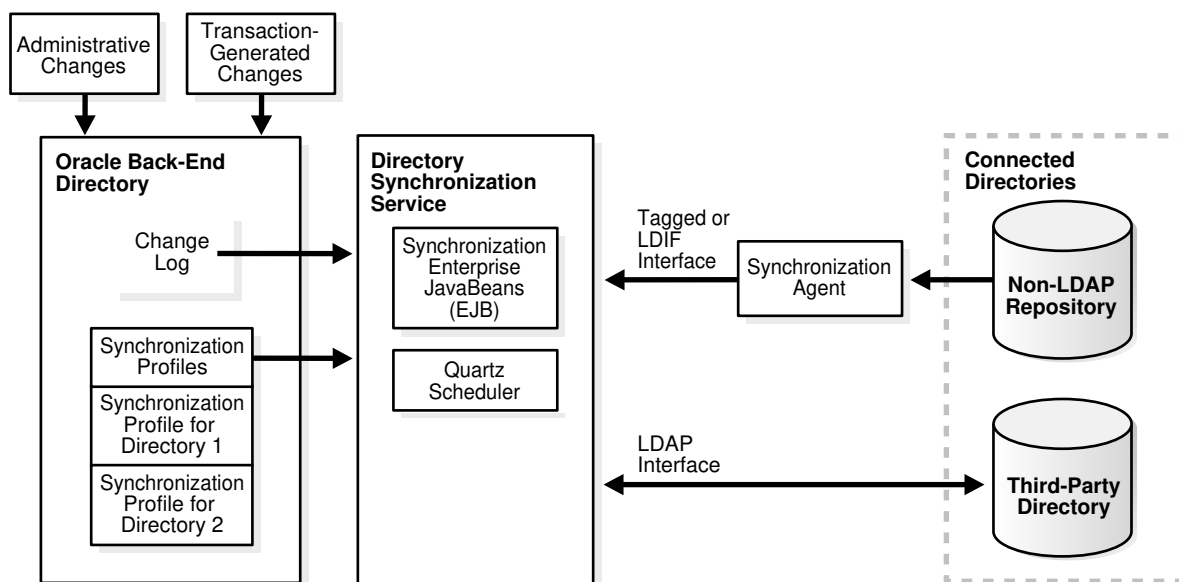 Administrative
Changes
Transaction-
Generated
Changes
Oracle Back-End
Directory
Change
Log
Synchronization
Profiles
Synchronization
Profile for
Directory 1
Synchronization
Profile for
Directory 2
Directory
Synchronization
Service
Synchronization
Enterprise
JavaBeans
(EJB)
Quartz
Scheduler
Tagged or
LDIF
Interface
Synchronization
Agent
LDAP
Interface
Connected
Directories
Non-LDAP
Repository
Third-Party
Directory